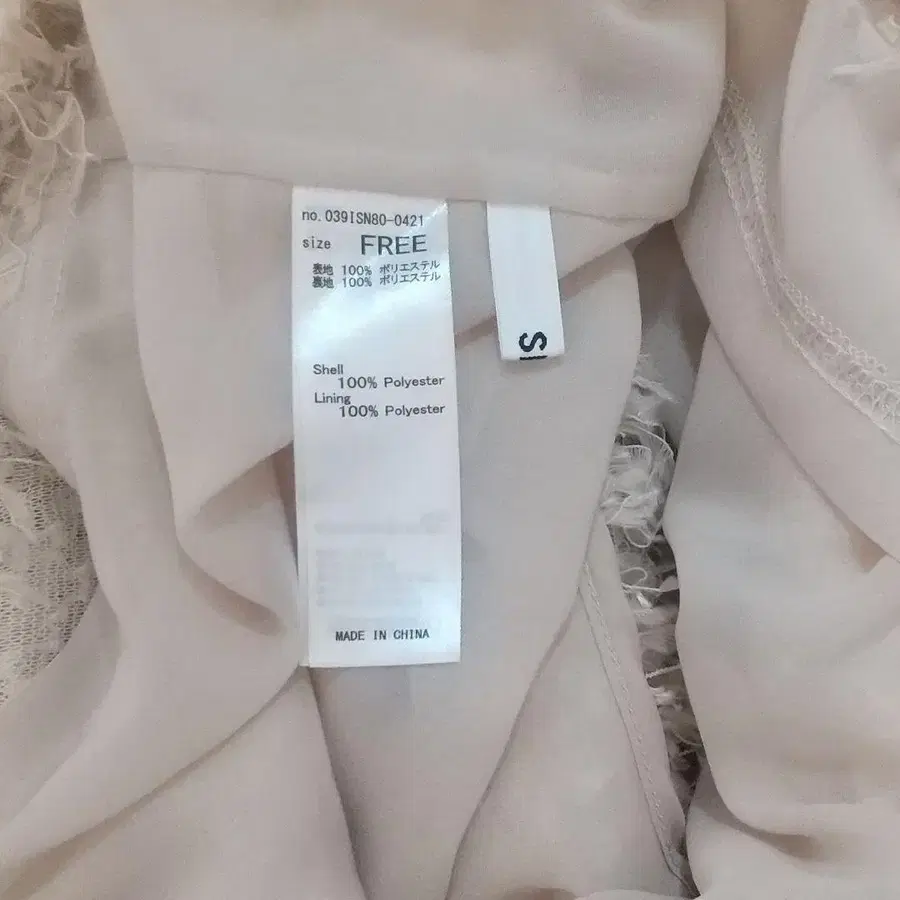 no.039ISN80-0421
size FREE
表地 100% ポリエステル
裏地 100% ポリエステル
Shell
100% Polyester
Lining
100% Polyester
MADE IN CHINA
S